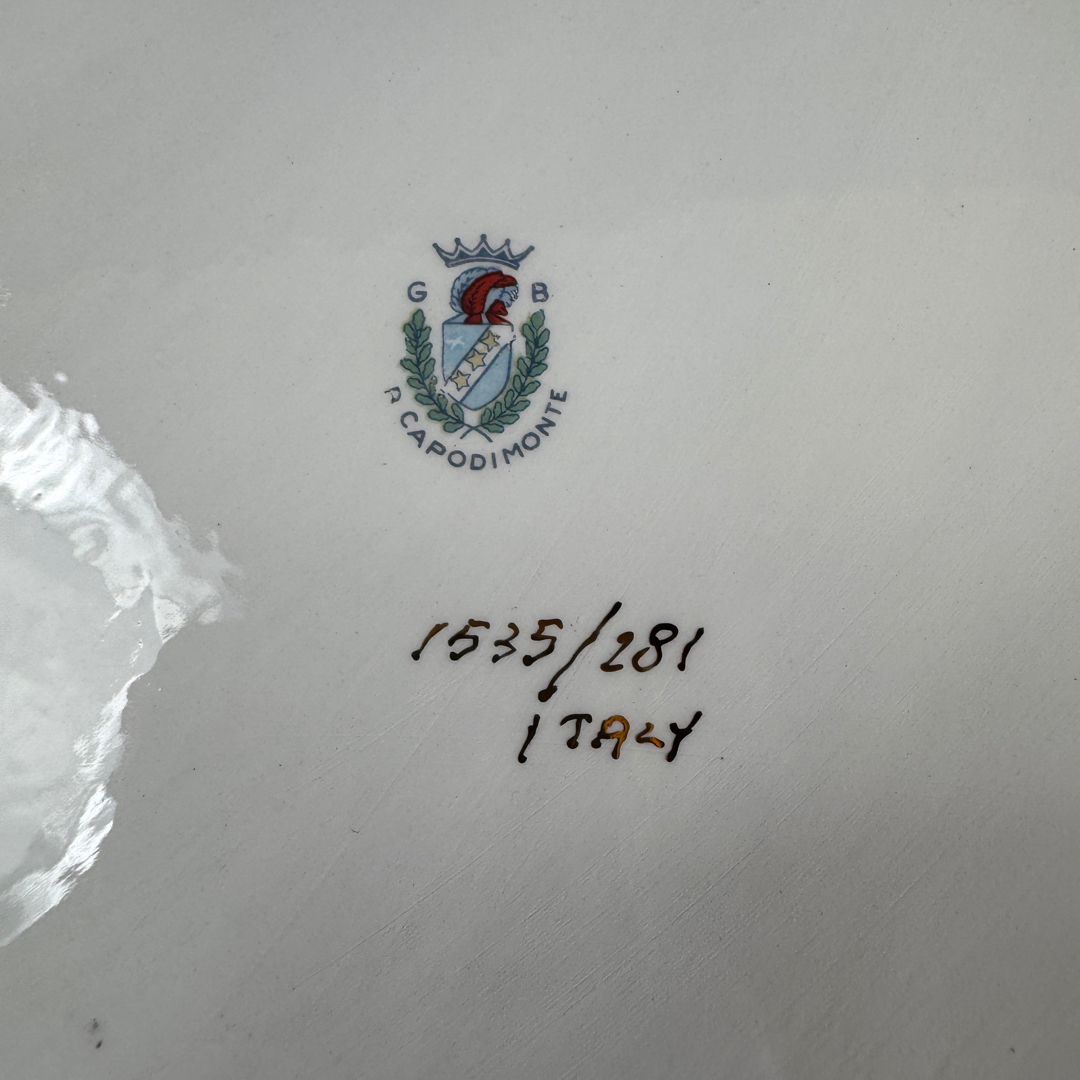 G B
R CAPODIMONTE
1535/281
ITALY